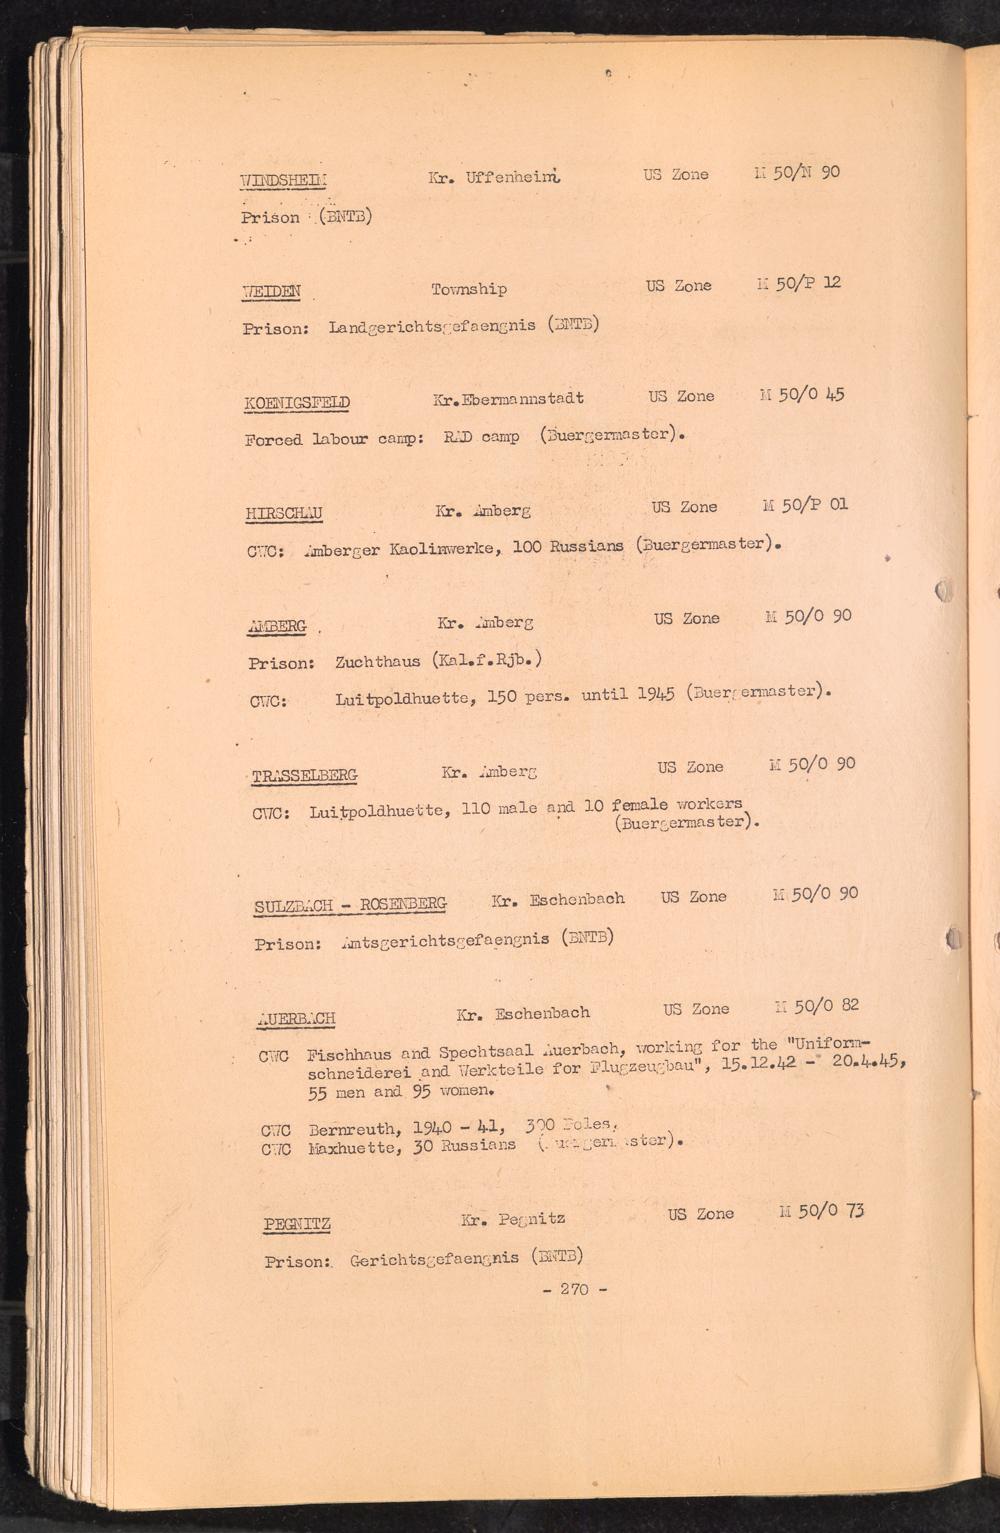 WINDSHEIM Kr. Uffenheim US Zone M 50/N 90
Prison (BNTB)
WEIDEN Township US Zone M 50/P 12
Prison: Landgerichtsgefaengnis (BNTB)
KOENIGSFELD Kr.Ebermannstadt US Zone M 50/O 45
Forced labour camp: RAD camp (Buergermaster).
HIRSCHAU Kr. Amberg US Zone M 50/P 01
CWC: Amberger Kaolinwerke, 100 Russians (Buergermaster).
AMBERG Kr. Amberg US Zone M 50/O 90
Prison: Zuchthaus (Kal.f.Rjb.)
CWC: Luitpoldhuette, 150 pers. until 1945 (Buergermaster).
TRASSELBERG Kr. Amberg US Zone M 50/O 90
CWC: Luitpoldhuette, 110 male and 10 female workers
(Buergermaster).
SULZBACH - ROSENBERG Kr. Eschenbach US Zone M 50/O 90
Prison: Amtsgerichtsgefaengnis (BNTB)
AUERBACH Kr. Eschenbach US Zone M 50/O 82
CWC Fischhaus and Spechtsaal Auerbach, working for the "Uniform-
schneiderei and Werkteile for Flugzeugbau", 15.12.42 - 20.4.45,
55 men and 95 women.
CWC Bernreuth, 1940 - 41, 300 Poles,
CWC Maxhuette, 30 Russians (Buergermaster).
PEGNITZ Kr. Pegnitz US Zone M 50/O 73
Prison: Gerichtsgefaengnis (BNTB)
- 270 -